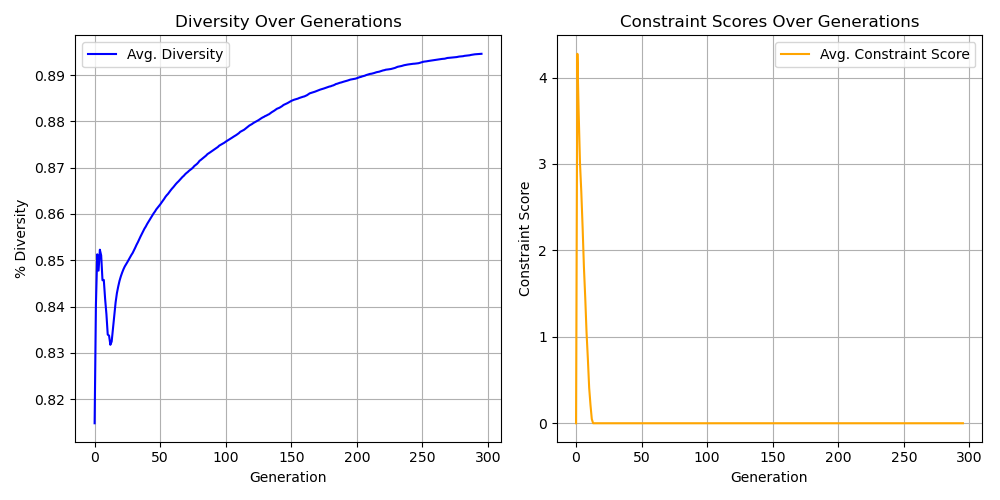 Diversity Over Generations
Avg. Diversity
% Diversity
0.89
0.88
0.87
0.86
0.85
0.84
0.83
0.82
0 50 100 150 200 250 300
Generation
Constraint Scores Over Generations
Avg. Constraint Score
Constraint Score
4
3
2
1
0
0 50 100 150 200 250 300
Generation